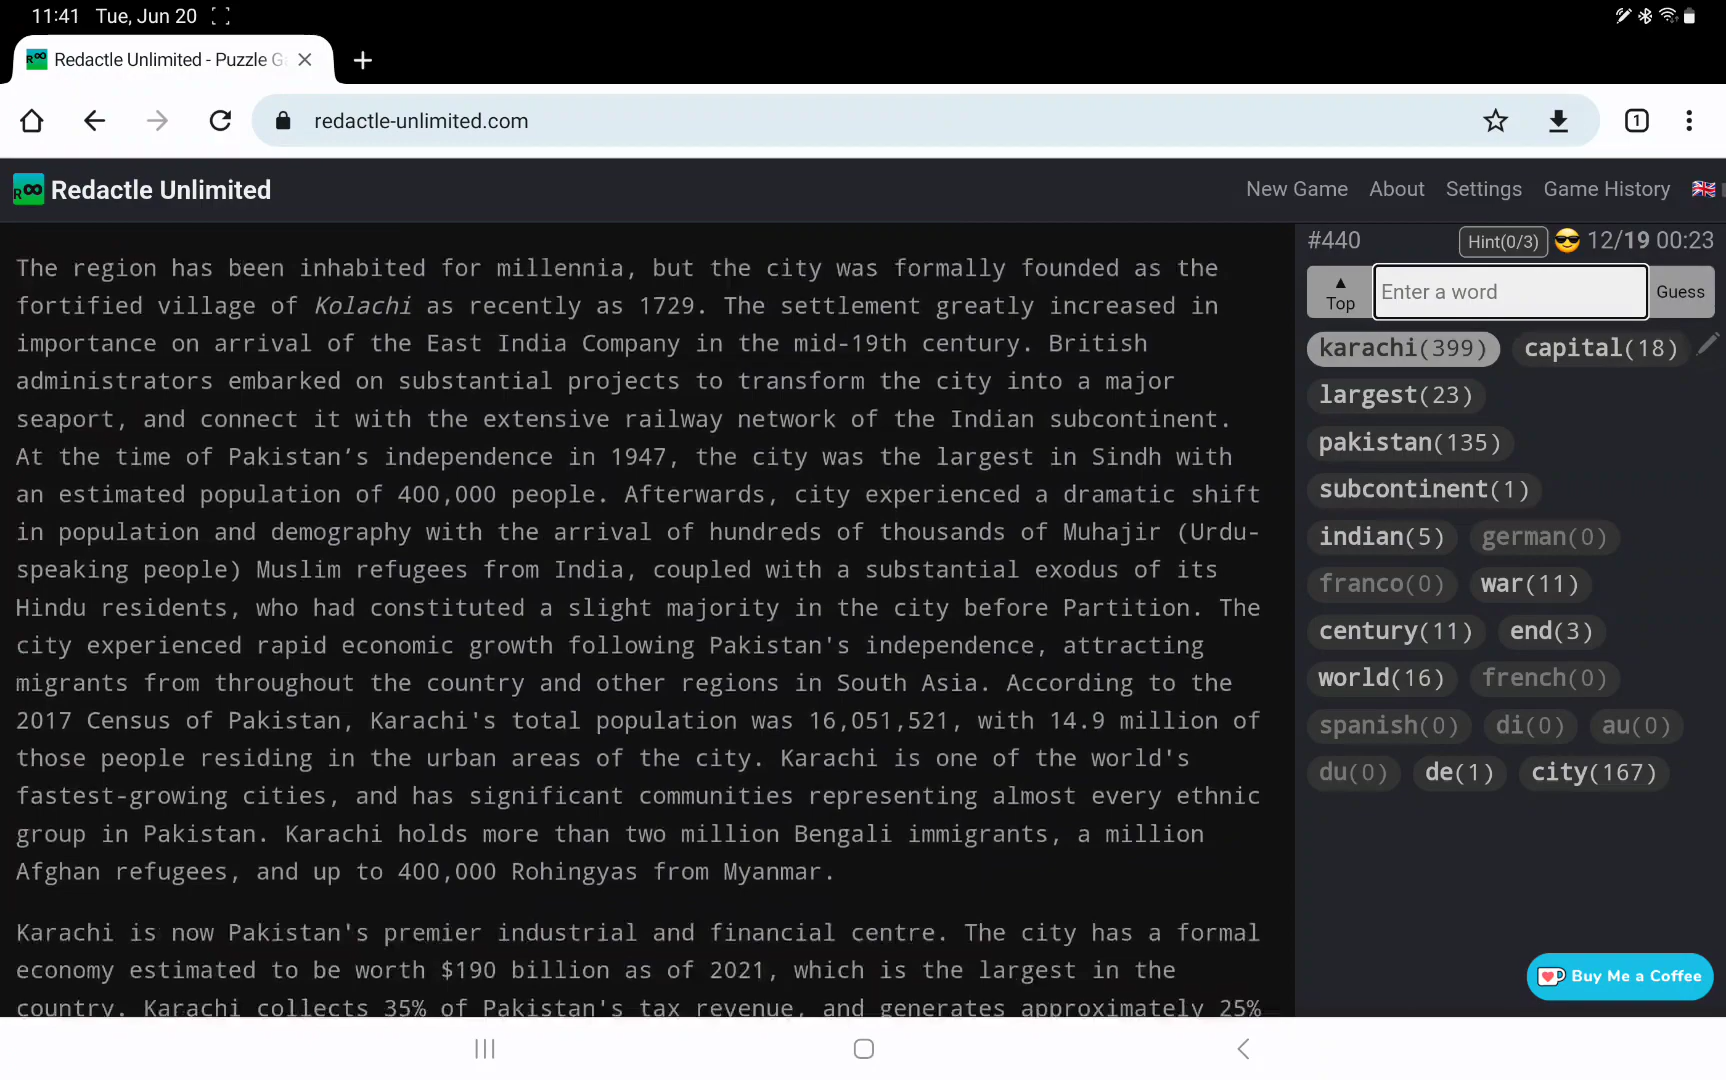 11:41 Tue, Jun 20
Redactle Unlimited - Puzzle G
redactle-unlimited.com
1
R∞ Redactle Unlimited
New Game About Settings Game History
The region has been inhabited for millennia, but the city was formally founded as the
fortified village of Kolachi as recently as 1729. The settlement greatly increased in
importance on arrival of the East India Company in the mid-19th century. British
administrators embarked on substantial projects to transform the city into a major
seaport, and connect it with the extensive railway network of the Indian subcontinent.
At the time of Pakistan’s independence in 1947, the city was the largest in Sindh with
an estimated population of 400,000 people. Afterwards, city experienced a dramatic shift
in population and demography with the arrival of hundreds of thousands of Muhajir (Urdu-
speaking people) Muslim refugees from India, coupled with a substantial exodus of its
Hindu residents, who had constituted a slight majority in the city before Partition. The
city experienced rapid economic growth following Pakistan's independence, attracting
migrants from throughout the country and other regions in South Asia. According to the
2017 Census of Pakistan, Karachi's total population was 16,051,521, with 14.9 million of
those people residing in the urban areas of the city. Karachi is one of the world's
fastest-growing cities, and has significant communities representing almost every ethnic
group in Pakistan. Karachi holds more than two million Bengali immigrants, a million
Afghan refugees, and up to 400,000 Rohingyas from Myanmar.
Karachi is now Pakistan's premier industrial and financial centre. The city has a formal
economy estimated to be worth $190 billion as of 2021, which is the largest in the
country. Karachi collects 35% of Pakistan's tax revenue, and generates approximately 25%
#440 Hint(0/3) 😎 12/19 00:23
▲ Top Enter a word Guess
karachi(399) capital(18)
largest(23)
pakistan(135)
subcontinent(1)
indian(5) german(0)
franco(0) war(11)
century(11) end(3)
world(16) french(0)
spanish(0) di(0) au(0)
du(0) de(1) city(167)
Buy Me a Coffee